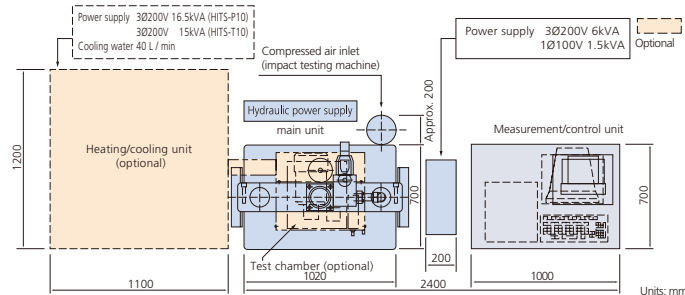 Power supply 3Ø200V 16.5kVA (HITS-P10)
3Ø200V 15kVA (HITS-T10)
Cooling water 40 L / min
Compressed air inlet
(impact testing machine)
Power supply 3Ø200V 6kVA
1Ø100V 1.5kVA
Optional
Hydraulic power supply
main unit
Approx. 200
Measurement/control unit
Heating/cooling unit
(optional)
1200
700
700
Test chamber (optional)
200
1100
1020
2400
1000
Units: mm